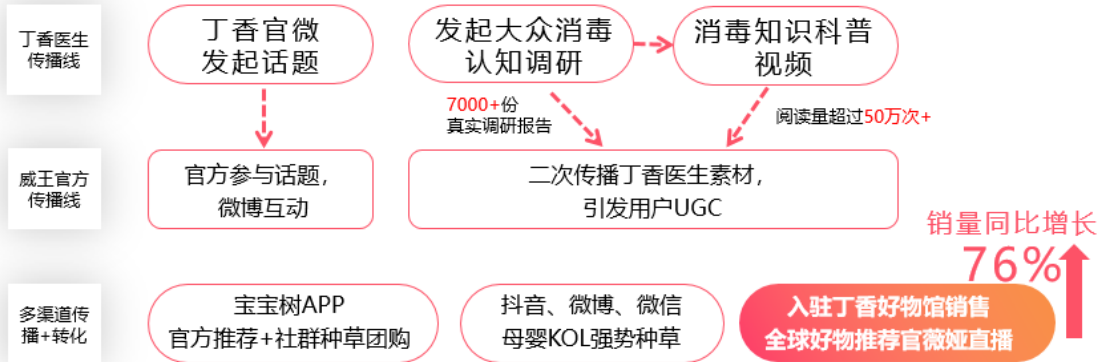 丁香医生
传播线
丁香官微
发起话题
发起大众消毒
认知调研
消毒知识科普
视频
7000+份
真实调研报告
阅读量超过50万次+
威王官方
传播线
官方参与话题，
微博互动
二次传播丁香医生素材，
引发用户UGC
销量同比增长
76%
多渠道传
播+转化
宝宝树APP
官方推荐+社群种草团购
抖音、微博、微信
母婴KOL强势种草
入驻丁香好物馆销售
全球好物推荐官薇娅直播